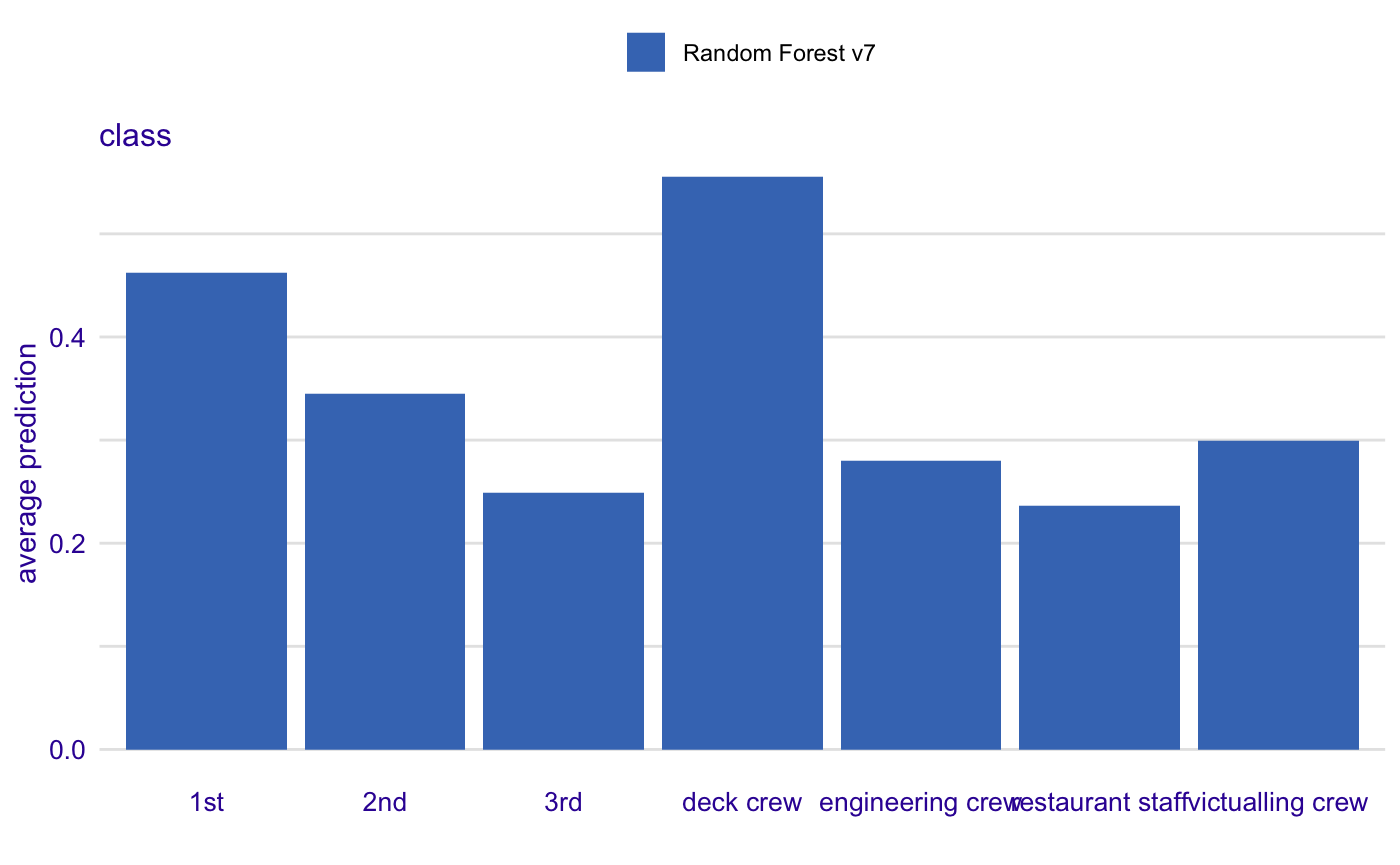 Random Forest v7
class
average prediction
0.4
0.2
0.0
1st 2nd 3rd deck crew engineering crew restaurant staff victualling crew